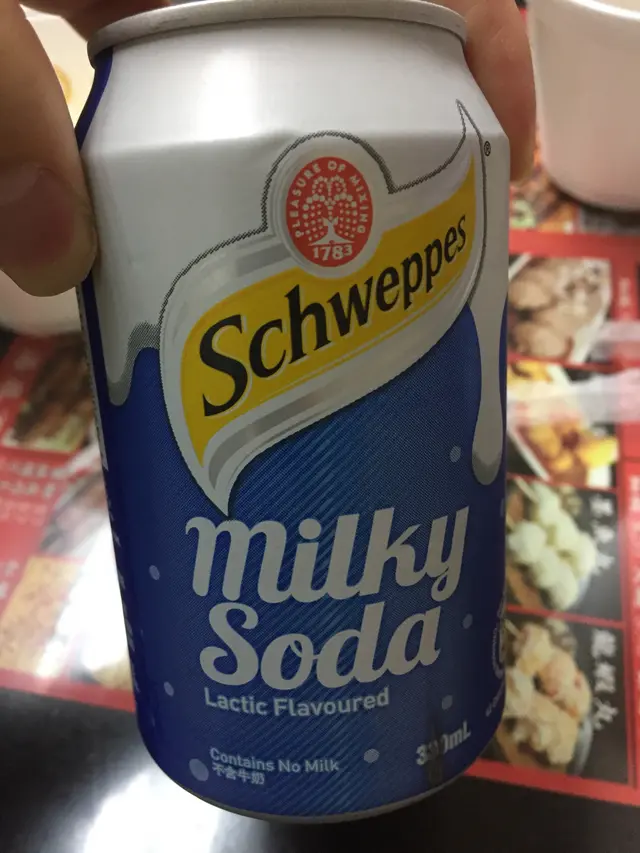 PLEASURE OF MIXING
1783
Schweppes
®
milky
Soda
Lactic Flavoured
Contains No Milk
不含牛奶